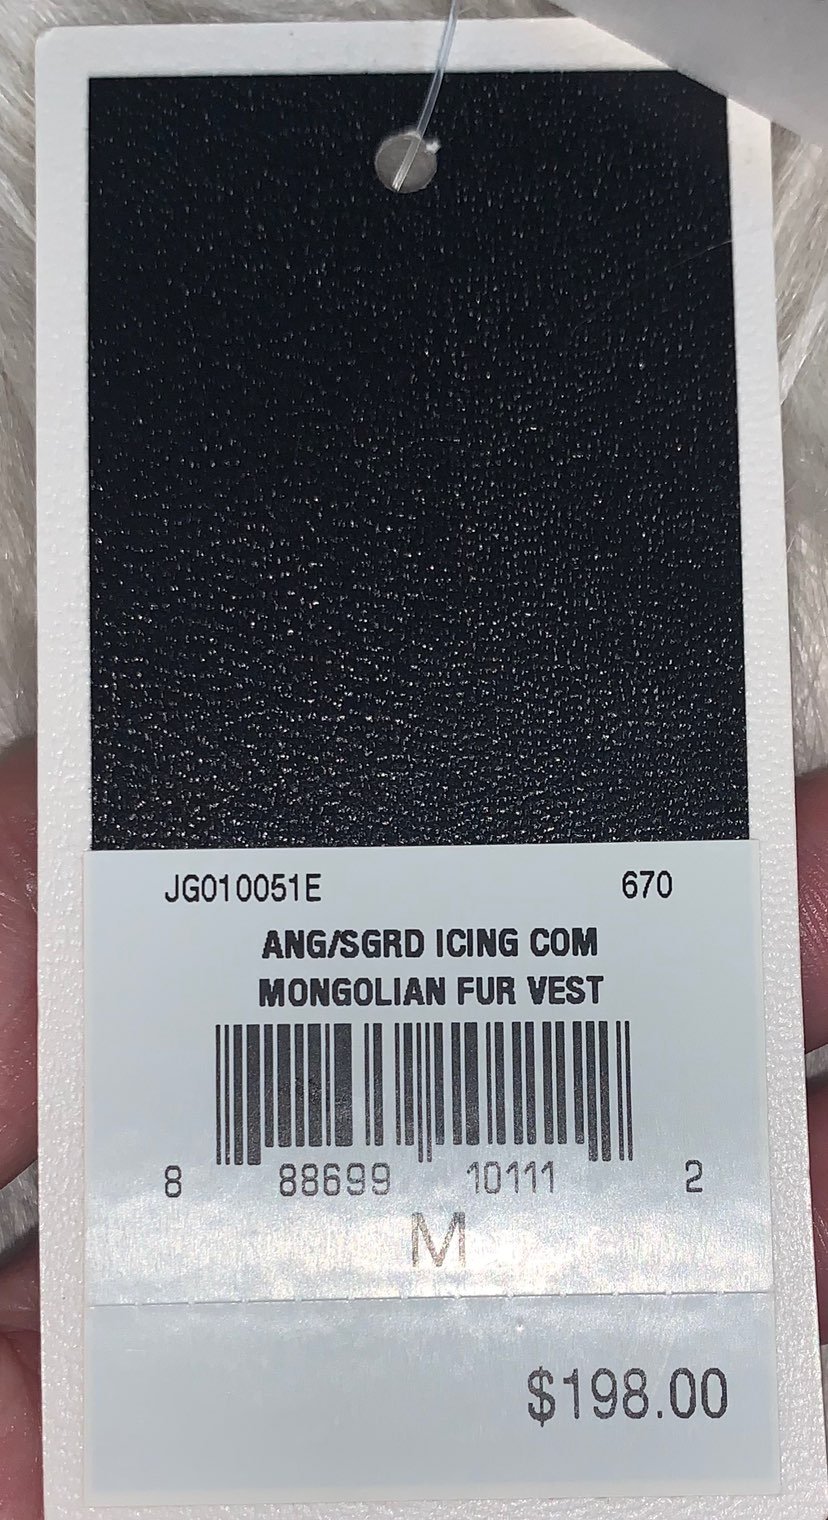 JG010051E 670
ANG/SGRD ICING COM
MONGOLIAN FUR VEST
8 88699 10111 2
M
$198.00